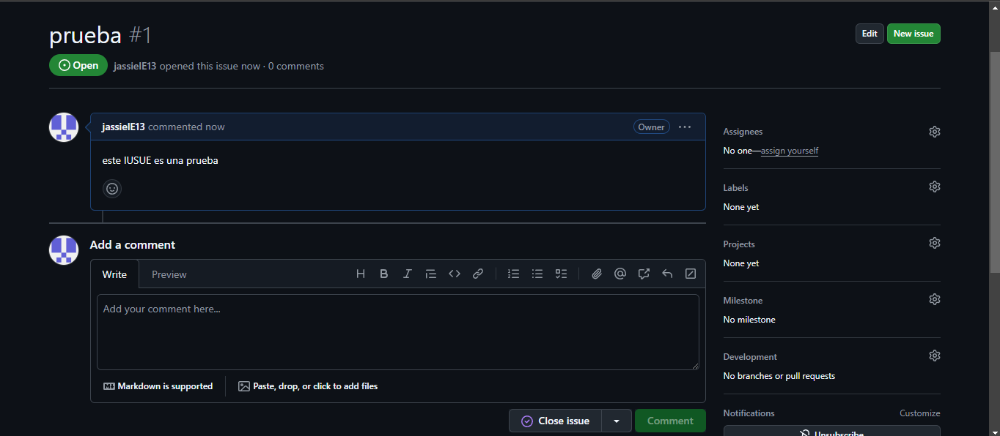 prueba #1
Edit
New issue
Open
jassielE13 opened this issue now · 0 comments
jassielE13 commented now
Owner
este IUSUE es una prueba
Assignees
No one—assign yourself
Labels
None yet
Projects
None yet
Milestone
No milestone
Development
No branches or pull requests
Notifications
Customize
Unsubscribe
Add a comment
Write
Preview
Add your comment here...
Markdown is supported
Paste, drop, or click to add files
Close issue
Comment